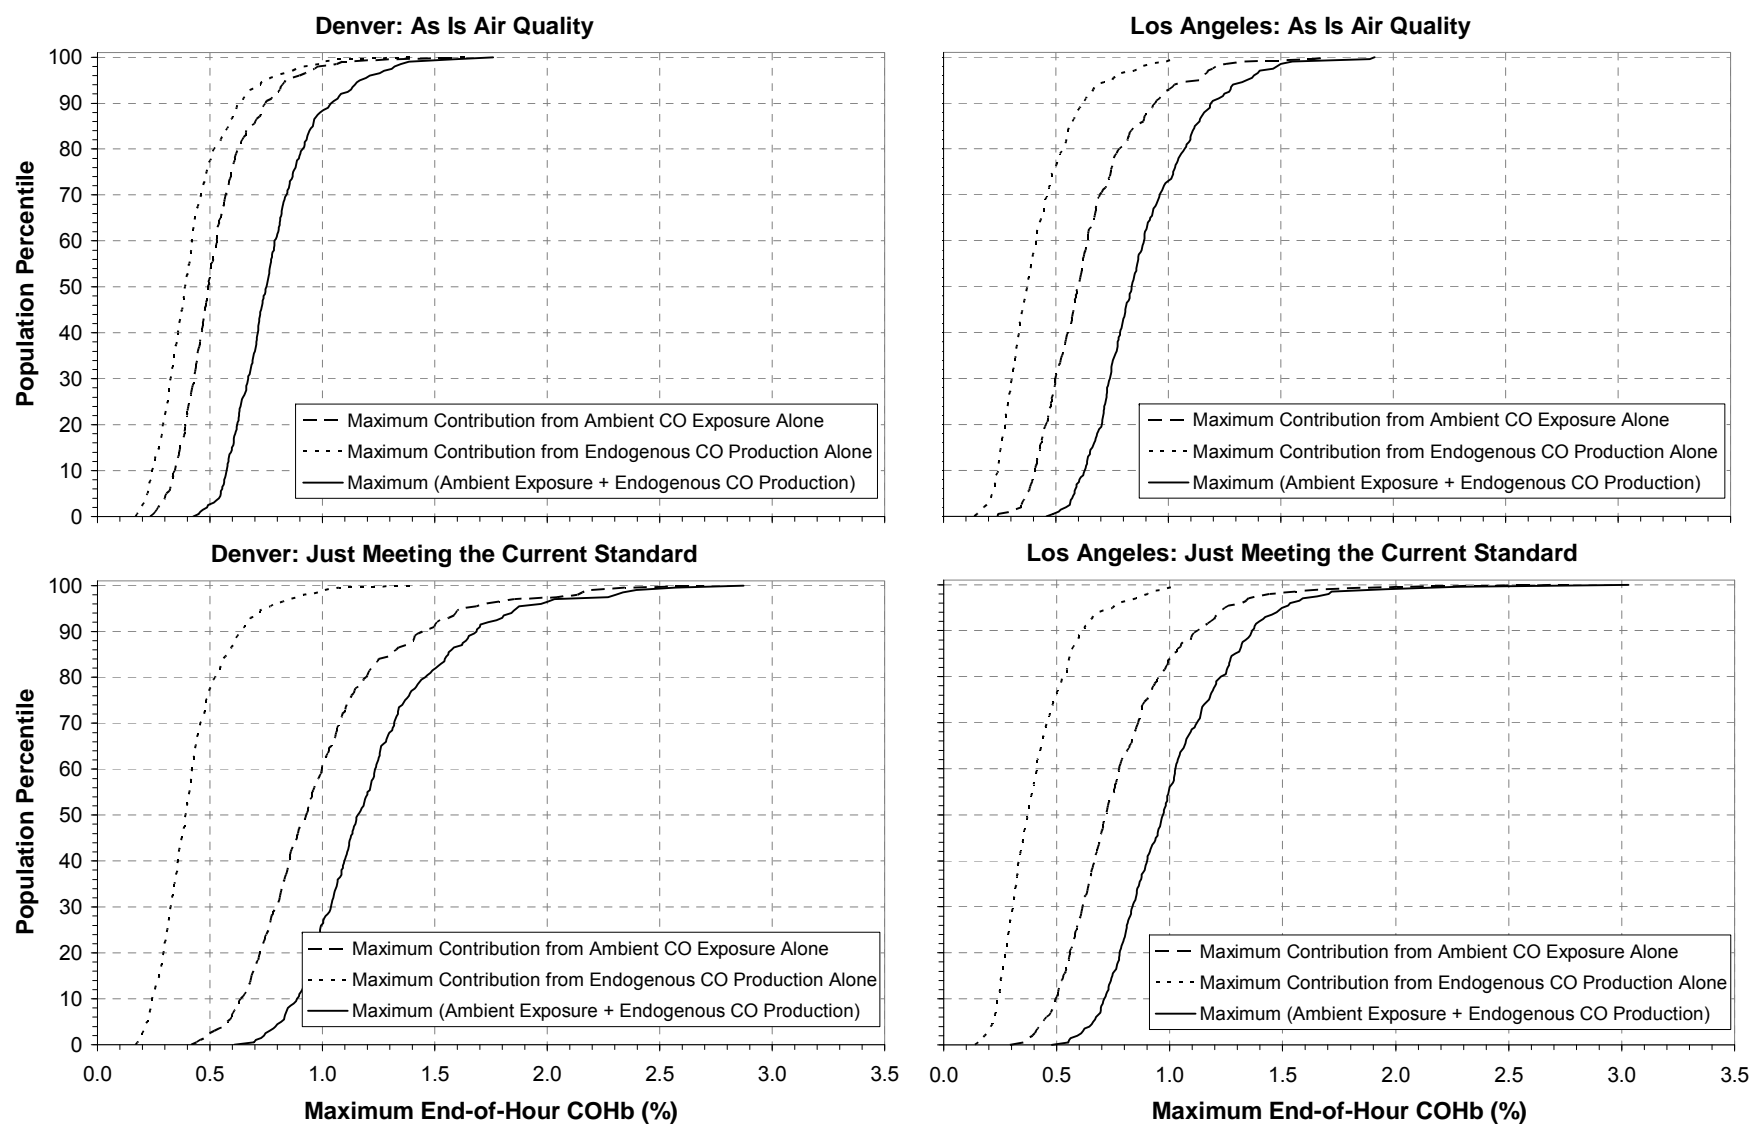 Denver: As Is Air Quality
Population Percentile
100
90
80
70
60
50
40
30
20
10
0
Maximum Contribution from Ambient CO Exposure Alone
Maximum Contribution from Endogenous CO Production Alone
Maximum (Ambient Exposure + Endogenous CO Production)
Los Angeles: As Is Air Quality
Maximum Contribution from Ambient CO Exposure Alone
Maximum Contribution from Endogenous CO Production Alone
Maximum (Ambient Exposure + Endogenous CO Production)
Denver: Just Meeting the Current Standard
Population Percentile
100
90
80
70
60
50
40
30
20
10
0
Maximum Contribution from Ambient CO Exposure Alone
Maximum Contribution from Endogenous CO Production Alone
Maximum (Ambient Exposure + Endogenous CO Production)
0.0 0.5 1.0 1.5 2.0 2.5 3.0 3.5
Maximum End-of-Hour COHb (%)
Los Angeles: Just Meeting the Current Standard
Maximum Contribution from Ambient CO Exposure Alone
Maximum Contribution from Endogenous CO Production Alone
Maximum (Ambient Exposure + Endogenous CO Production)
0.0 0.5 1.0 1.5 2.0 2.5 3.0 3.5
Maximum End-of-Hour COHb (%)